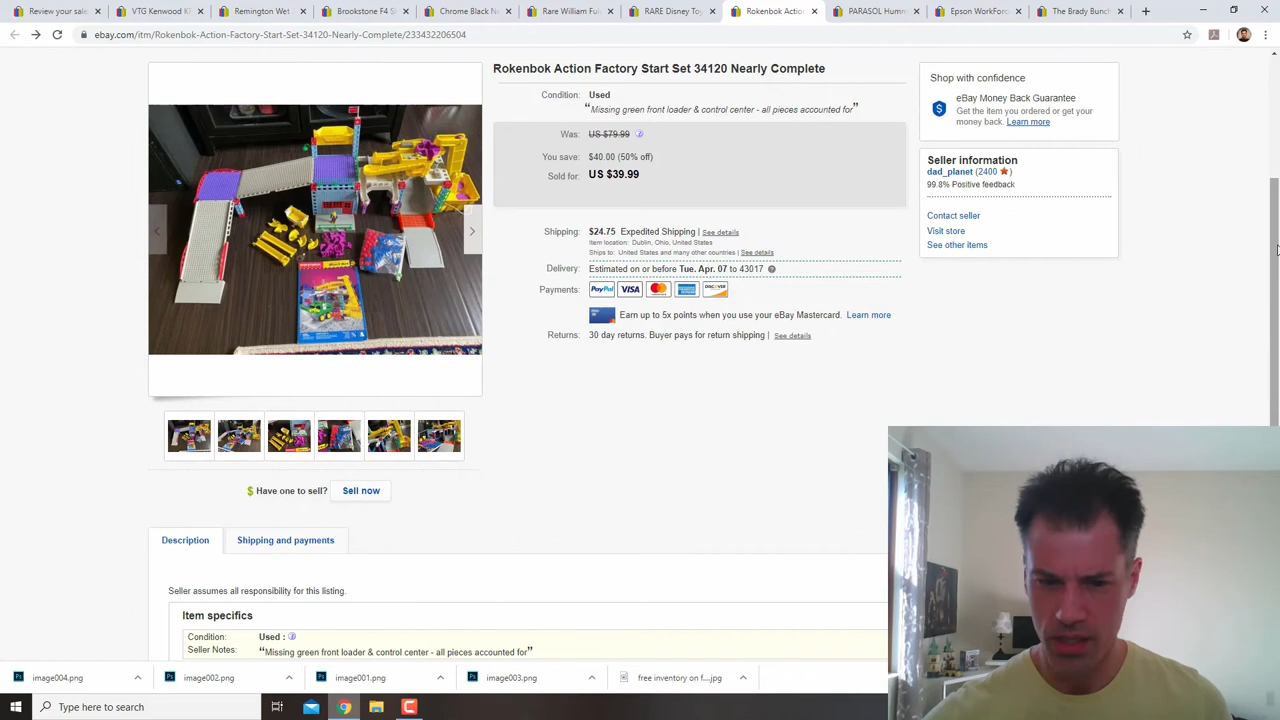 Review your sale
VTG Kenwood K
Remington Wet
Brookstone F4 S
Chrome Black Ne
Rare William Ful
RARE Disney Toy
Rokenbok Actio
PARASOL Humm
Epson WorkForc
The Brady Bunch
ebay.com/itm/Rokenbok-Action-Factory-Start-Set-34120-Nearly-Complete/233432206504
Rokenbok Action Factory Start Set 34120 Nearly Complete
Condition: Used
"Missing green front loader & control center - all pieces accounted for"
Was: US $79.99
You save: $40.00 (50% off)
Sold for: US $39.99
Shipping: $24.75 Expedited Shipping | See details
Item location: Dublin, Ohio, United States
Ships to: United States and many other countries | See details
Delivery: Estimated on or before Tue. Apr. 07 to 43017
Payments: PayPal VISA DISCOVER
Earn up to 5x points when you use your eBay Mastercard. Learn more
Returns: 30 day returns. Buyer pays for return shipping | See details
Shop with confidence
eBay Money Back Guarantee
Get the item you ordered or get your
money back. Learn more
Seller information
dad_planet (2400 ★)
99.8% Positive feedback
Contact seller
Visit store
See other items
Have one to sell? Sell now
Description
Shipping and payments
Seller assumes all responsibility for this listing.
Item specifics
Condition: Used :
Seller Notes: "Missing green front loader & control center - all pieces accounted for"
image004.png
image002.png
image001.png
image003.png
free inventory on f....jpg
Type here to search